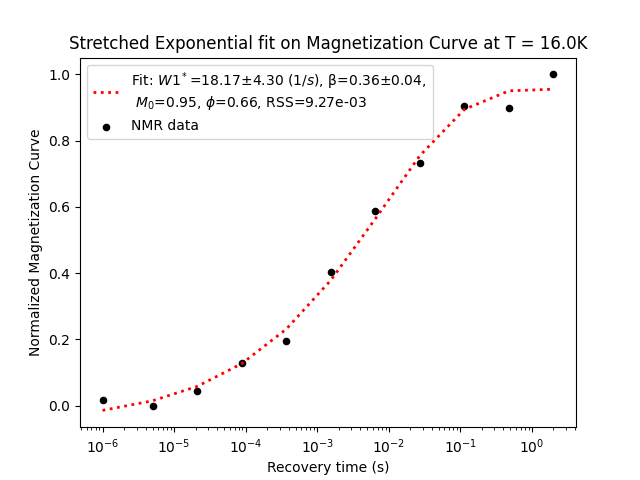 Stretched Exponential fit on Magnetization Curve at T = 16.0K
Fit: W1*=18.17±4.30 (1/s), β=0.36±0.04,
M₀=0.95, ϕ=0.66, RSS=9.27e-03
NMR data
Normalized Magnetization Curve
1.0
0.8
0.6
0.4
0.2
0.0
10⁻⁶ 10⁻⁵ 10⁻⁴ 10⁻³ 10⁻² 10⁻¹ 10⁰
Recovery time (s)